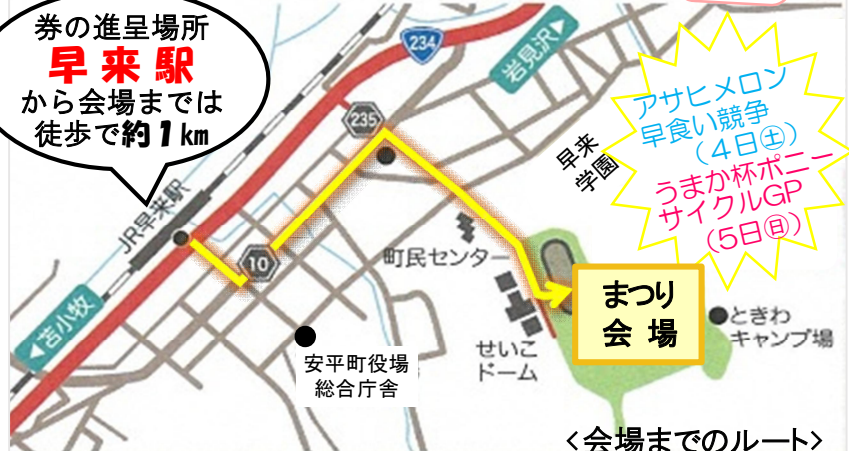 券の進呈場所
早来駅
から会場までは
徒歩で約1km
234
岩見沢
235
アサヒメロン
早食い競争
(4日㊏)
うまか杯ポニー
サイクルGP
(5日㊐)
早来
学園
JR早来駅
10
町民センター
まつり
会場
苫小牧
ときわ
キャンプ場
せいこ
ドーム
安平町役場
総合庁舎
<会場までのルート>